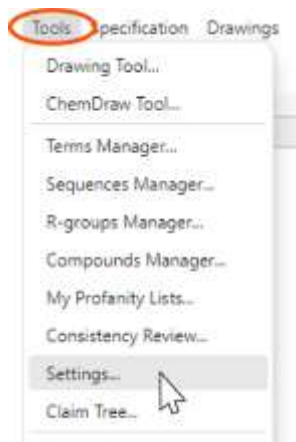 Tools Specification Drawings
Drawing Tool...
ChemDraw Tool...
Terms Manager...
Sequences Manager...
R-groups Manager...
Compounds Manager...
My Profanity Lists...
Consistency Review...
Settings...
Claim Tree...